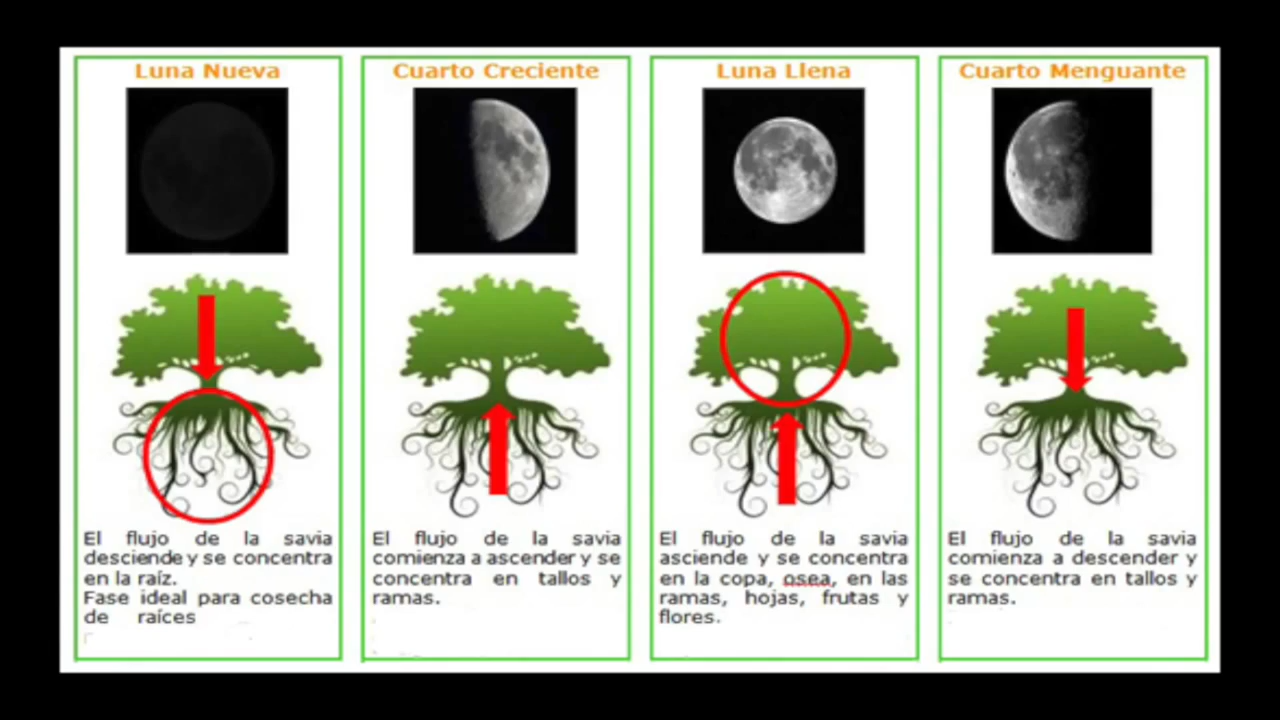 Luna Nueva
El flujo de la savia
desciende y se concentra
en la raíz.
Fase ideal para cosecha
de raíces
Cuarto Creciente
El flujo de la savia
comienza a ascender y se
concentra en tallos y
ramas.
Luna Llena
El flujo de la savia
asciende y se concentra
en la copa, osea, en las
ramas, hojas, frutas y
flores.
Cuarto Menguante
El flujo de la savia
comienza a descender y
se concentra en tallos y
ramas.